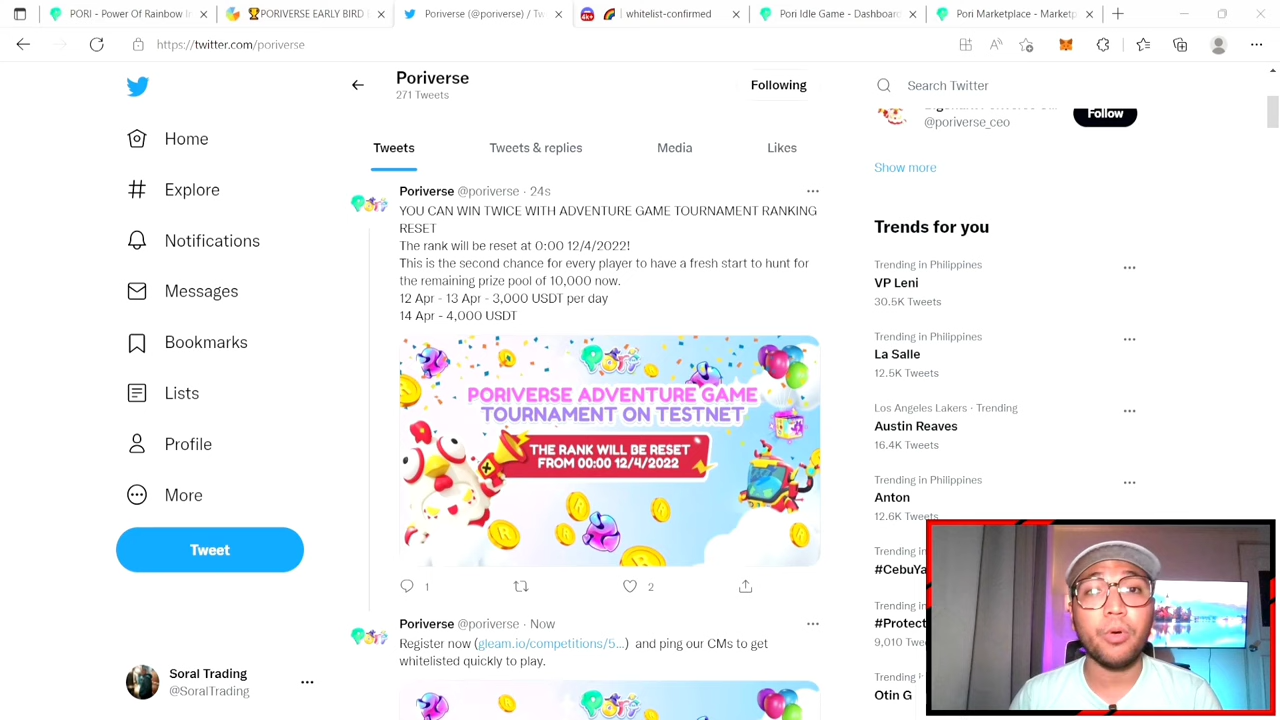 PORI - Power Of Rainbow In
PORIVERSE EARLY BIRD
Poriverse (@poriverse) / Tw
whitelist-confirmed
Pori Idle Game - Dashboar
Pori Marketplace - Marketp
https://twitter.com/poriverse
Poriverse
271 Tweets
Following
Search Twitter
@poriverse_ceo
Follow
Show more
Home
Explore
Notifications
Messages
Bookmarks
Lists
Profile
More
Tweet
Soral Trading
@SoralTrading
Tweets
Tweets & replies
Media
Likes
Poriverse @poriverse · 24s
YOU CAN WIN TWICE WITH ADVENTURE GAME TOURNAMENT RANKING
RESET
The rank will be reset at 0:00 12/4/2022!
This is the second chance for every player to have a fresh start to hunt for
the remaining prize pool of 10,000 now.
12 Apr - 13 Apr - 3,000 USDT per day
14 Apr - 4,000 USDT
Pori
PORIVERSE ADVENTURE GAME
TOURNAMENT ON TESTNET
THE RANK WILL BE RESET
FROM 00:00 12/4/2022
1
2
Poriverse @poriverse · Now
Register now (gleam.io/competitions/5...) and ping our CMs to get
whitelisted quickly to play.
Trends for you
Trending in Philippines
VP Leni
30.5K Tweets
Trending in Philippines
La Salle
12.5K Tweets
Los Angeles Lakers · Trending
Austin Reaves
16.4K Tweets
Trending in Philippines
Anton
12.6K Tweets
Trending
#CebuYa
Trending
#Protect
9,010 Twe
Trending
Otin G